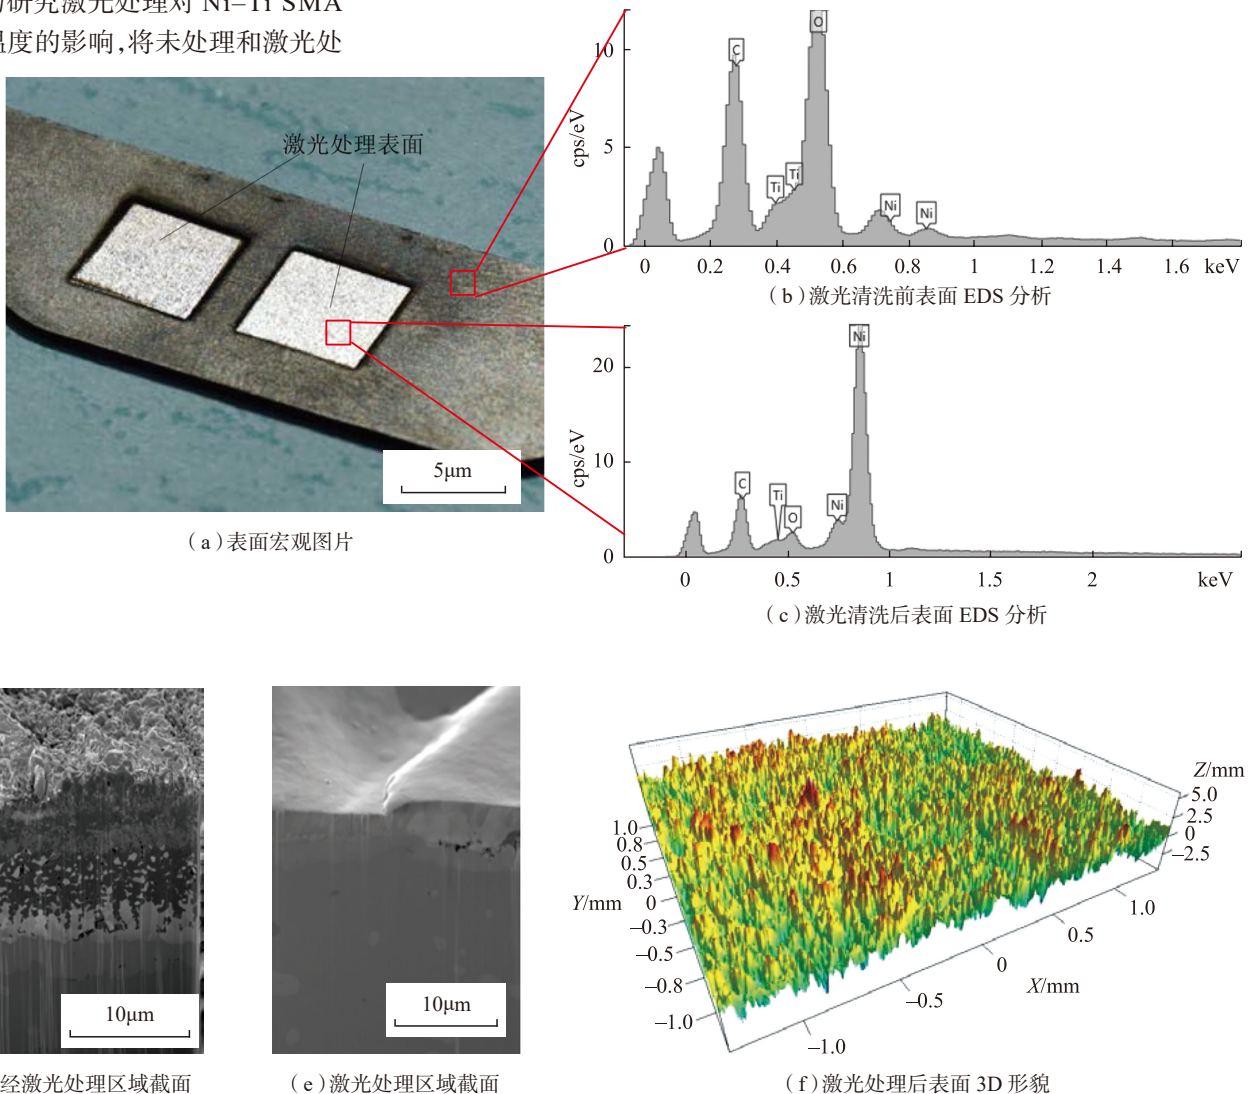 研究激光处理对 Ni–Ti SMA
温度的影响,将未处理和激光处
激光处理表面
5μm
(a)表面宏观图片
cps/eV
10
5
0
C
O
Ti
Ti
Ni
Ni
0 0.2 0.4 0.6 0.8 1 1.2 1.4 1.6 keV
(b)激光清洗前表面 EDS 分析
cps/eV
20
10
0
C
Ti
O
Ni
Ni
0 0.5 1 1.5 2 keV
(c)激光清洗后表面 EDS 分析
10μm
经激光处理区域截面
10μm
(e)激光处理区域截面
Z/mm
5.0
2.5
0
–2.5
1.0
0.8
0.5
0.3
Y/mm 0
–0.3
–0.5
–0.8
–1.0
1.0
0.5
0
X/mm
–0.5
–1.0
(f)激光处理后表面 3D 形貌